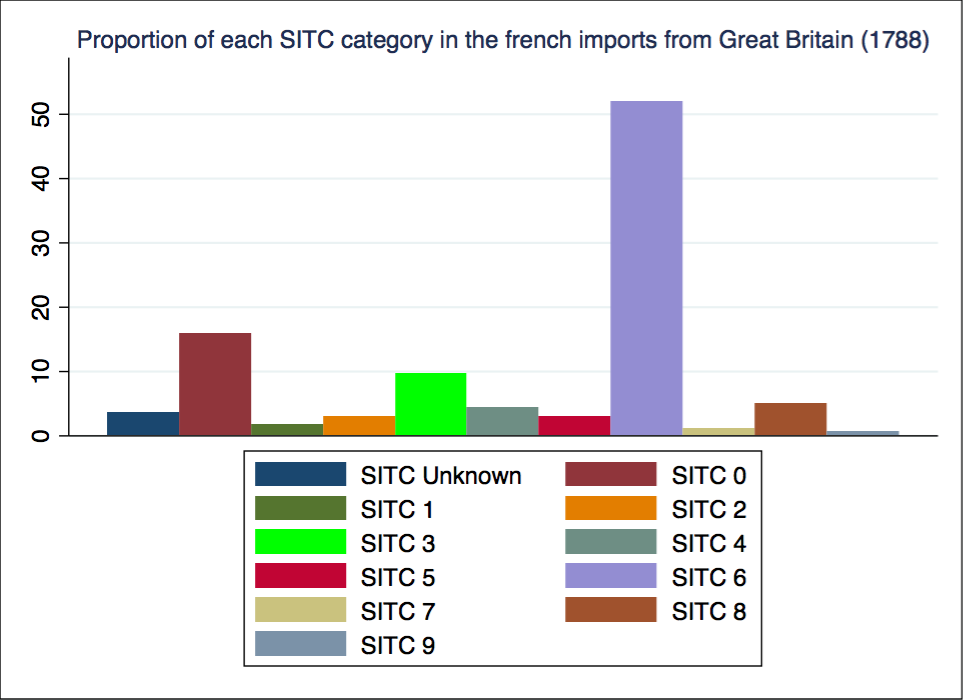 Proportion of each SITC category in the french imports from Great Britain (1788)
50
40
30
20
10
0
SITC Unknown SITC 0
SITC 1 SITC 2
SITC 3 SITC 4
SITC 5 SITC 6
SITC 7 SITC 8
SITC 9